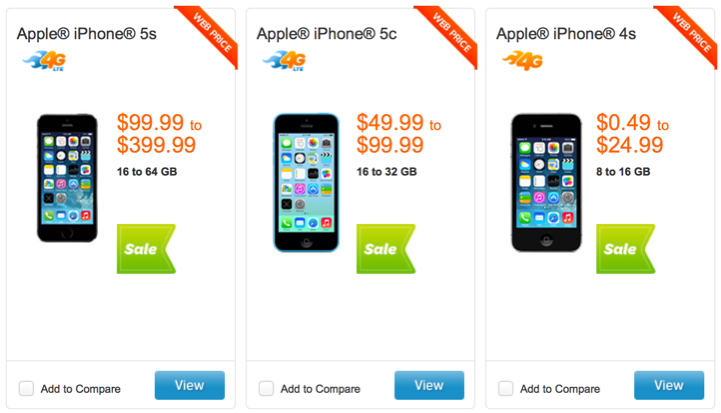 Apple® iPhone® 5s
WEB PRICE
4G
LTE
$99.99 to
$399.99
16 to 64 GB
Sale
Add to Compare
View
Apple® iPhone® 5c
WEB PRICE
4G
LTE
$49.99 to
$99.99
16 to 32 GB
Sale
Add to Compare
View
Apple® iPhone® 4s
WEB PRICE
4G
$0.49 to
$24.99
8 to 16 GB
Sale
Add to Compare
View